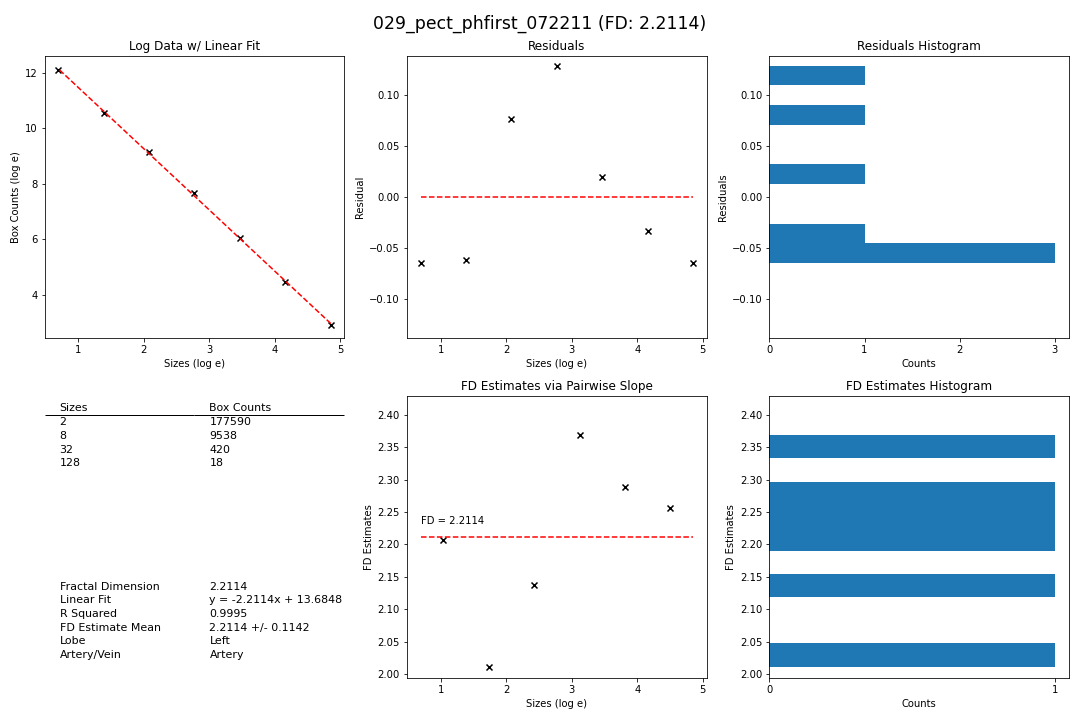 029_pect_phfirst_072211 (FD: 2.2114)
Log Data w/ Linear Fit
Box Counts (log e)
12
10
8
6
4
1 2 3 4 5
Sizes (log e)
Residuals
Residual
0.10
0.05
0.00
−0.05
−0.10
1 2 3 4 5
Sizes (log e)
Residuals Histogram
Residuals
0.10
0.05
0.00
−0.05
−0.10
0 1 2 3
Counts
Sizes Box Counts
2 177590
8 9538
32 420
128 18
Fractal Dimension 2.2114
Linear Fit y = -2.2114x + 13.6848
R Squared 0.9995
FD Estimate Mean 2.2114 +/- 0.1142
Lobe Left
Artery/Vein Artery
FD Estimates via Pairwise Slope
FD Estimates
2.40
2.35
2.30
2.25
2.20
2.15
2.10
2.05
2.00
FD = 2.2114
1 2 3 4 5
Sizes (log e)
FD Estimates Histogram
FD Estimates
2.40
2.35
2.30
2.25
2.20
2.15
2.10
2.05
2.00
0 1
Counts